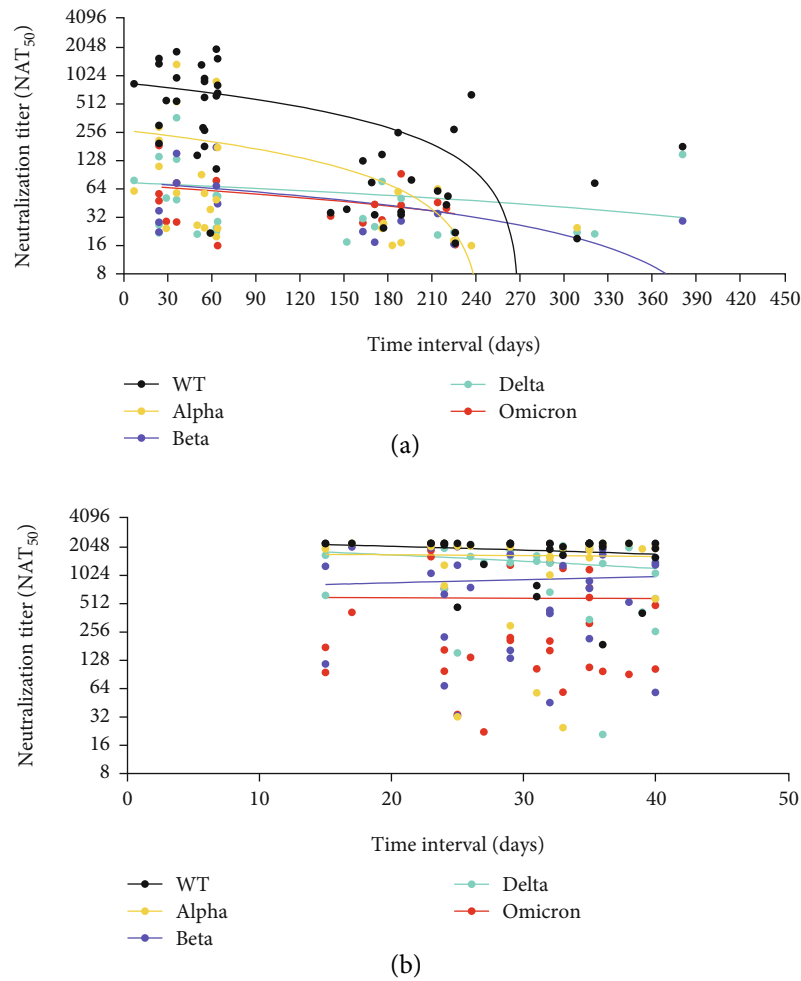 4096
2048
1024
512
256
128
64
32
16
8
Neutralization titer (NAT50)
0 30 60 90 120 150 180 210 240 270 300 330 360 390 420 450
Time interval (days)
WT Delta
Alpha Omicron
Beta
(a)
4096
2048
1024
512
256
128
64
32
16
8
Neutralization titer (NAT50)
0 10 20 30 40 50
Time interval (days)
WT Delta
Alpha Omicron
Beta
(b)